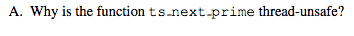 A. Why is the function ts_next_prime thread-unsafe?